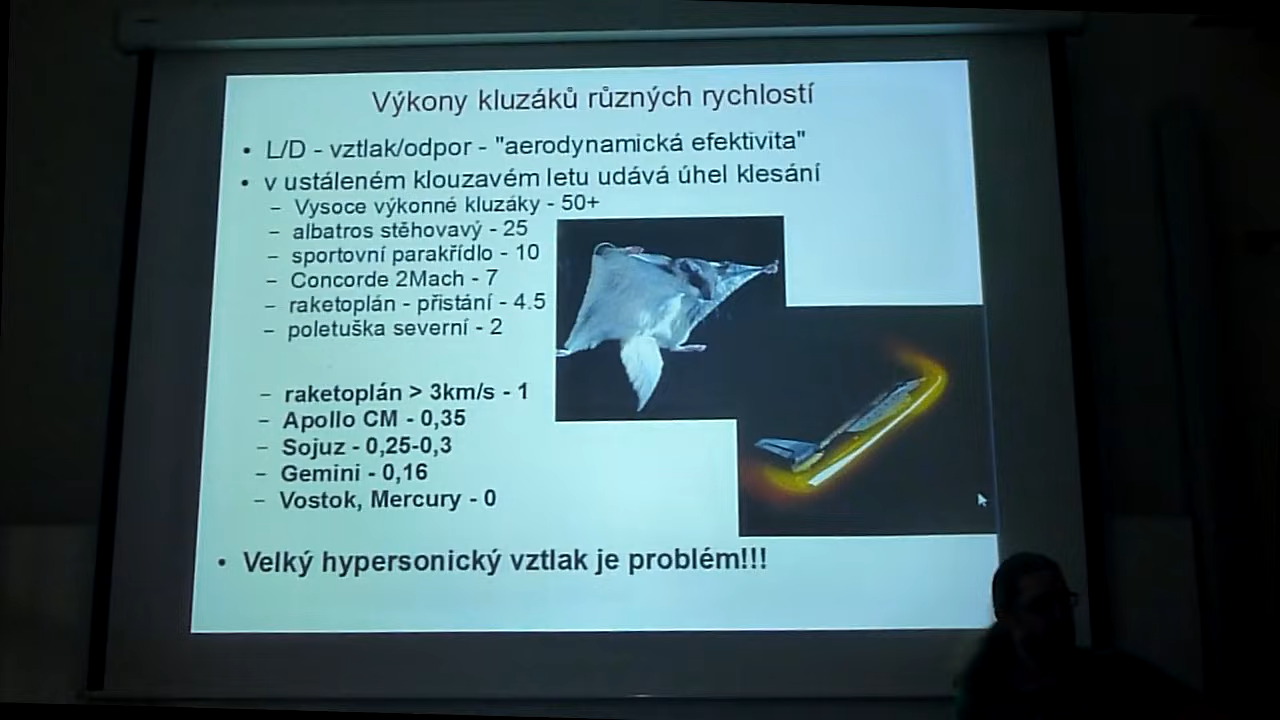 Výkony kluzáků různých rychlostí
• L/D - vztlak/odpor - "aerodynamická efektivita"
• v ustáleném klouzavém letu udává úhel klesání
– Vysoce výkonné kluzáky - 50+
– albatros stěhovavý - 25
– sportovní parakřídlo - 10
– Concorde 2Mach - 7
– raketoplán - přistání - 4.5
– poletuška severní - 2
– raketoplán > 3km/s - 1
– Apollo CM - 0,35
– Sojuz - 0,25-0,3
– Gemini - 0,16
– Vostok, Mercury - 0
• Velký hypersonický vztlak je problém!!!